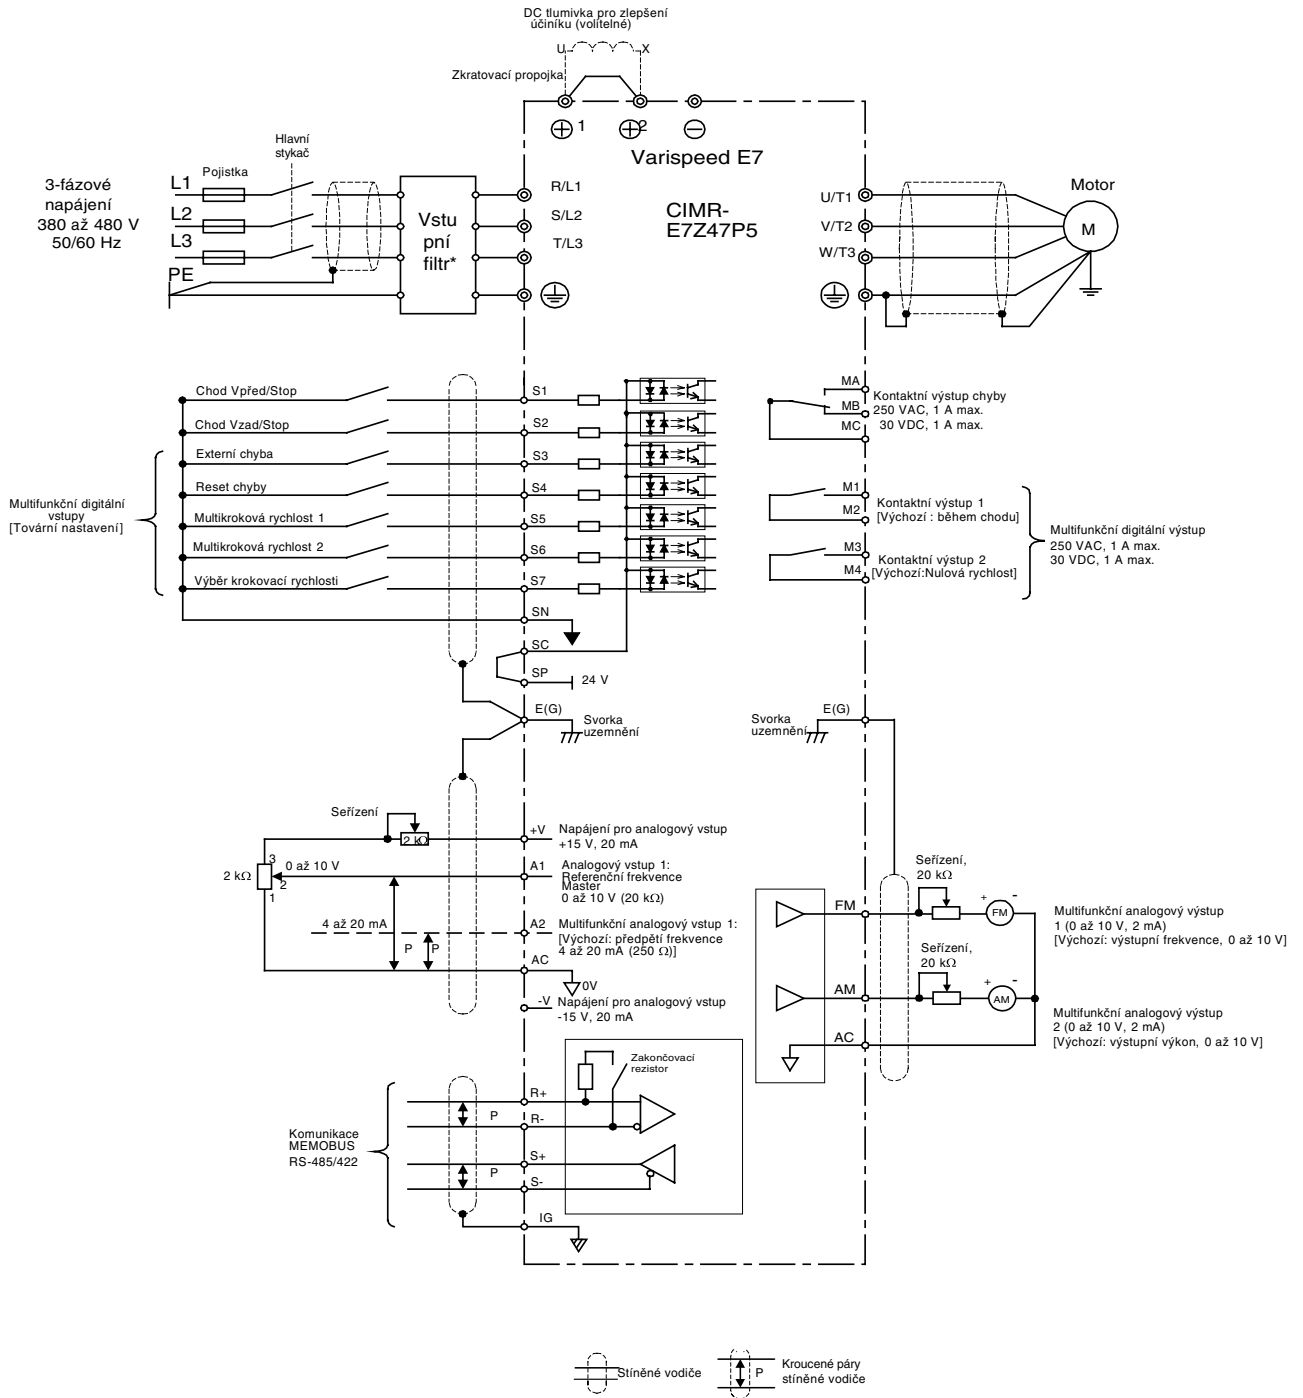 DC tlumivka pro zlepšení
účiníku (volitelné)
U
X
Zkratovací propojka
1
2
Varispeed E7
CIMR-
E7Z47P5
Hlavní
stykač
Pojistka
3-fázové
napájení
380 až 480 V
50/60 Hz
L1
L2
L3
PE
Vstu
pní
filtr*
R/L1
S/L2
T/L3
U/T1
V/T2
W/T3
Motor
M
Chod Vpřed/Stop
Chod Vzad/Stop
Externí chyba
Reset chyby
Multikroková rychlost 1
Multikroková rychlost 2
Výběr krokovací rychlosti
Multifunkční digitální
vstupy
[Tovární nastavení]
S1
S2
S3
S4
S5
S6
S7
SN
SC
SP
24 V
E(G)
Svorka
uzemnění
MA
MB
MC
Kontaktní výstup chyby
250 VAC, 1 A max.
30 VDC, 1 A max.
M1
M2
Kontaktní výstup 1
[Výchozí : během chodu]
M3
M4
Kontaktní výstup 2
[Výchozí:Nulová rychlost]
Multifunkční digitální výstup
250 VAC, 1 A max.
30 VDC, 1 A max.
E(G)
Svorka
uzemnění
Seřízení
2 kΩ
+V
Napájení pro analogový vstup
+15 V, 20 mA
2 kΩ
3
2
1
0 až 10 V
A1
Analogový vstup 1:
Referenční frekvence
Master
0 až 10 V (20 kΩ)
4 až 20 mA
P
P
A2
Multifunkční analogový vstup 1:
[Výchozí: předpětí frekvence
4 až 20 mA (250 Ω)]
AC
0V
-V
Napájení pro analogový vstup
-15 V, 20 mA
Seřízení,
20 kΩ
FM
+
-
FM
Multifunkční analogový výstup
1 (0 až 10 V, 2 mA)
[Výchozí: výstupní frekvence, 0 až 10 V]
Seřízení,
20 kΩ
AM
+
-
AM
Multifunkční analogový výstup
2 (0 až 10 V, 2 mA)
[Výchozí: výstupní výkon, 0 až 10 V]
AC
Zakončovací
rezistor
Komunikace
MEMOBUS
RS-485/422
P
P
R+
R-
S+
S-
IG
Stíněné vodiče
P
Kroucené páry
stíněné vodiče